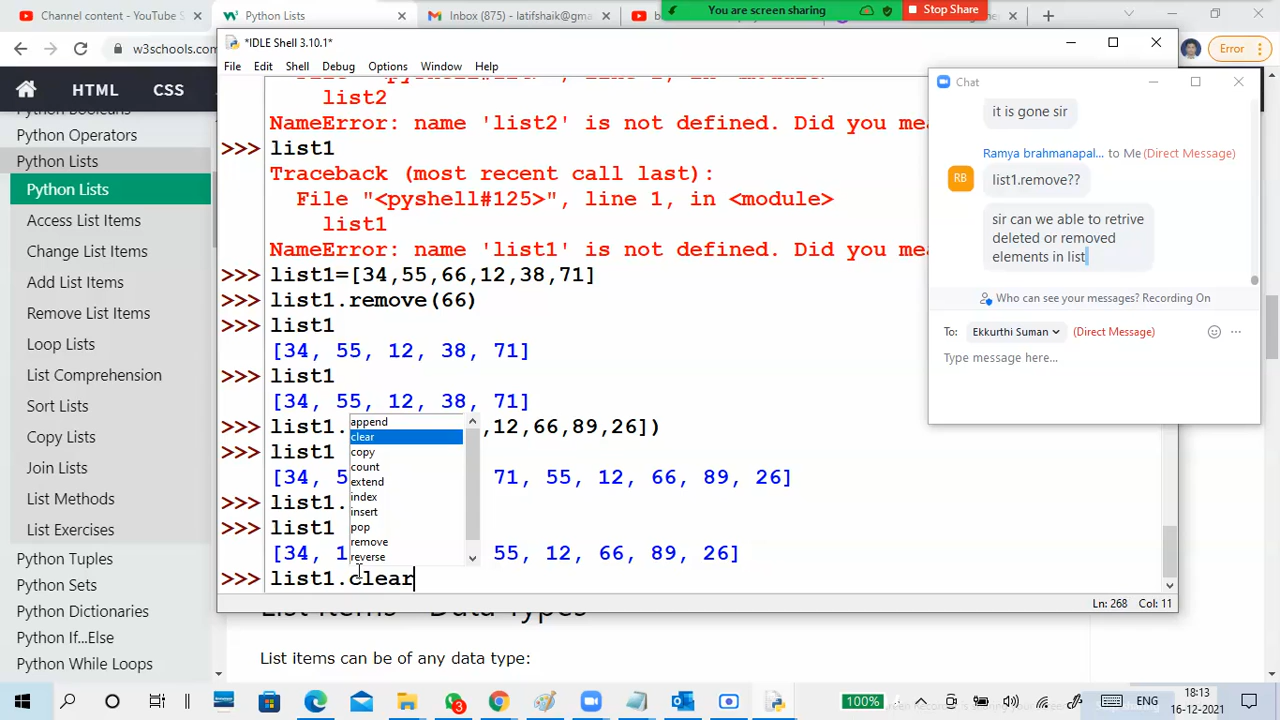 Channel content - YouTube
Python Lists
Inbox (875) - latifshaik@gm
You are screen sharing
Stop Share
w3schools.com
Error
HTML
CSS
Python Operators
Python Lists
Python Lists
Access List Items
Change List Items
Add List Items
Remove List Items
Loop Lists
List Comprehension
Sort Lists
Copy Lists
Join Lists
List Methods
List Exercises
Python Tuples
Python Sets
Python Dictionaries
Python If...Else
Python While Loops
*IDLE Shell 3.10.1*
File Edit Shell Debug Options Window Help
list2
NameError: name 'list2' is not defined. Did you mea
>>> list1
Traceback (most recent call last):
File "<pyshell#125>", line 1, in <module>
list1
NameError: name 'list1' is not defined. Did you mea
>>> list1=[34,55,66,12,38,71]
>>> list1.remove(66)
>>> list1
[34, 55, 12, 38, 71]
>>> list1
[34, 55, 12, 38, 71]
>>> list1. ,12,66,89,26])
>>> list1
[34, 5 71, 55, 12, 66, 89, 26]
>>> list1.
>>> list1
[34, 1 55, 12, 66, 89, 26]
>>> list1.clear
append
clear
copy
count
extend
index
insert
pop
remove
reverse
Ln: 268 Col: 11
Chat
it is gone sir
Ramya brahmanapal... to Me (Direct Message)
RB
list1.remove??
sir can we able to retrive
deleted or removed
elements in list
Who can see your messages? Recording On
To: Ekkurthi Suman (Direct Message)
Type message here...
List items can be of any data type:
3
100%
ENG
18:13
16-12-2021